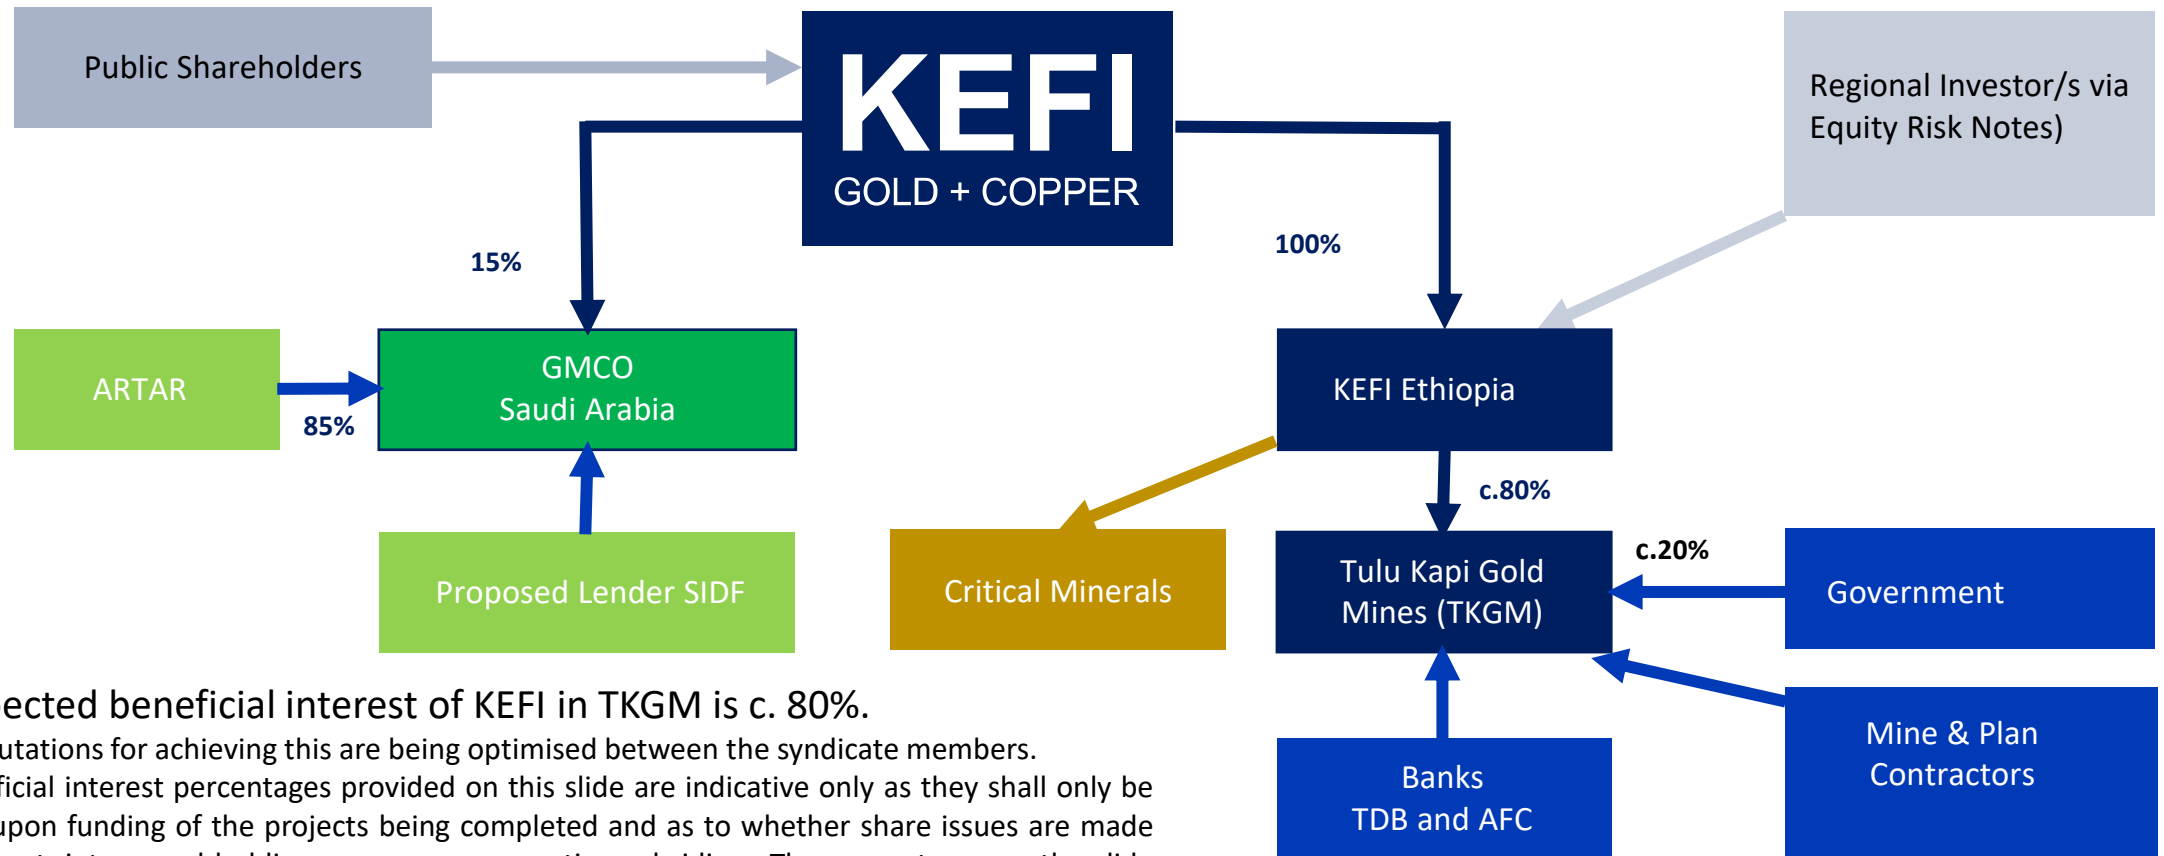 Public Shareholders
KEFI
GOLD + COPPER
Regional Investor/s via
Equity Risk Notes)
15%
100%
ARTAR
85%
GMCO
Saudi Arabia
KEFI Ethiopia
c.80%
Proposed Lender SIDF
Critical Minerals
Tulu Kapi Gold
Mines (TKGM)
c.20%
Government
Mine & Plan
Contractors
Banks
TDB and AFC
ected beneficial interest of KEFI in TKGM is c. 80%.
utations for achieving this are being optimised between the syndicate members.
ficial interest percentages provided on this slide are indicative only as they shall only be
upon funding of the projects being completed and as to whether share issues are made